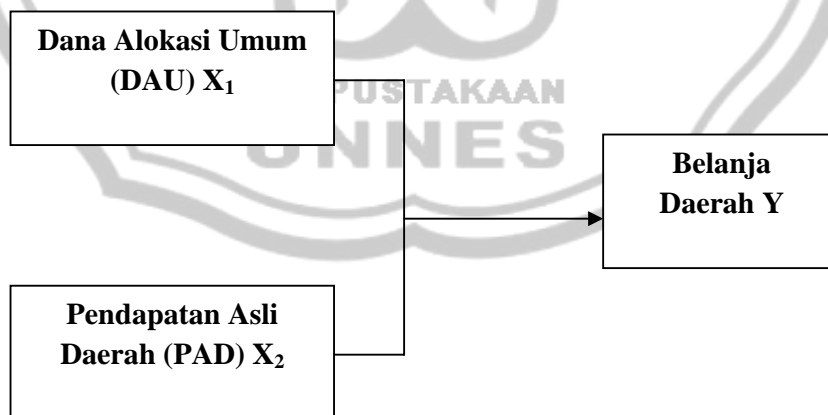 Dana Alokasi Umum
(DAU) X₁
PUSTAKAAN
UNNES
Belanja
Daerah Y
Pendapatan Asli
Daerah (PAD) X₂